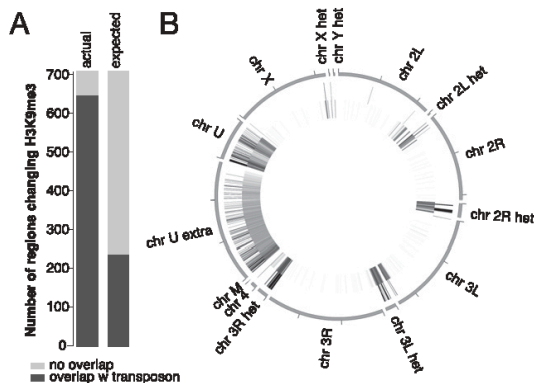 A
actual
expected
Number of regions changing H3K9me3
700
600
500
400
300
200
100
0
no overlap
overlap w transposon
B
chr X het
chr Y het
chr 2L
chr 2L het
chr 2R
chr 2R het
chr 3L
chr 3L het
chr 3R
chr 3R het
chr 4
chr M
chr U extra
chr U
chr X